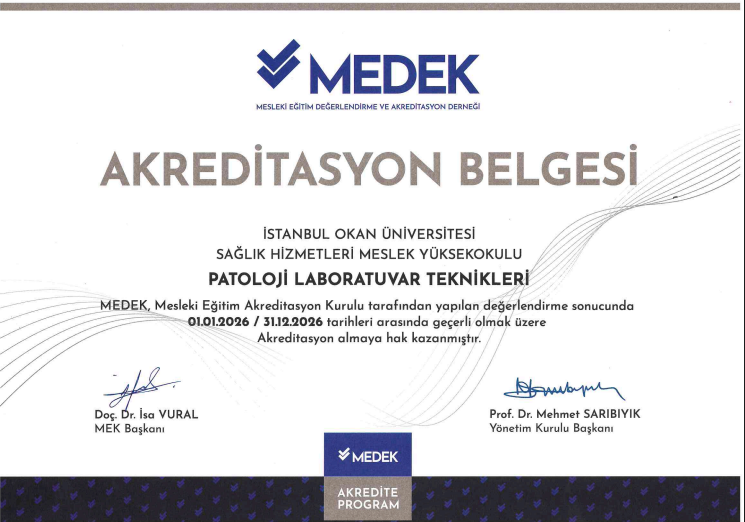 MEDEK
MESLEKİ EĞİTİM DEĞERLENDİRME VE AKREDİTASYON DERNEĞİ
AKREDİTASYON BELGESİ
İSTANBUL OKAN ÜNİVERSİTESİ
SAĞLIK HİZMETLERİ MESLEK YÜKSEKOKULU
PATOLOJİ LABORATUVAR TEKNİKLERİ
MEDEK, Mesleki Eğitim Akreditasyon Kurulu tarafından yapılan değerlendirme sonucunda
01.01.2026 / 31.12.2026 tarihleri arasında geçerli olmak üzere
Akreditasyon almaya hak kazanmıştır.
Doç. Dr. İsa VURAL
MEK Başkanı
Prof. Dr. Mehmet SARIBIYIK
Yönetim Kurulu Başkanı
MEDEK
AKREDİTE
PROGRAM